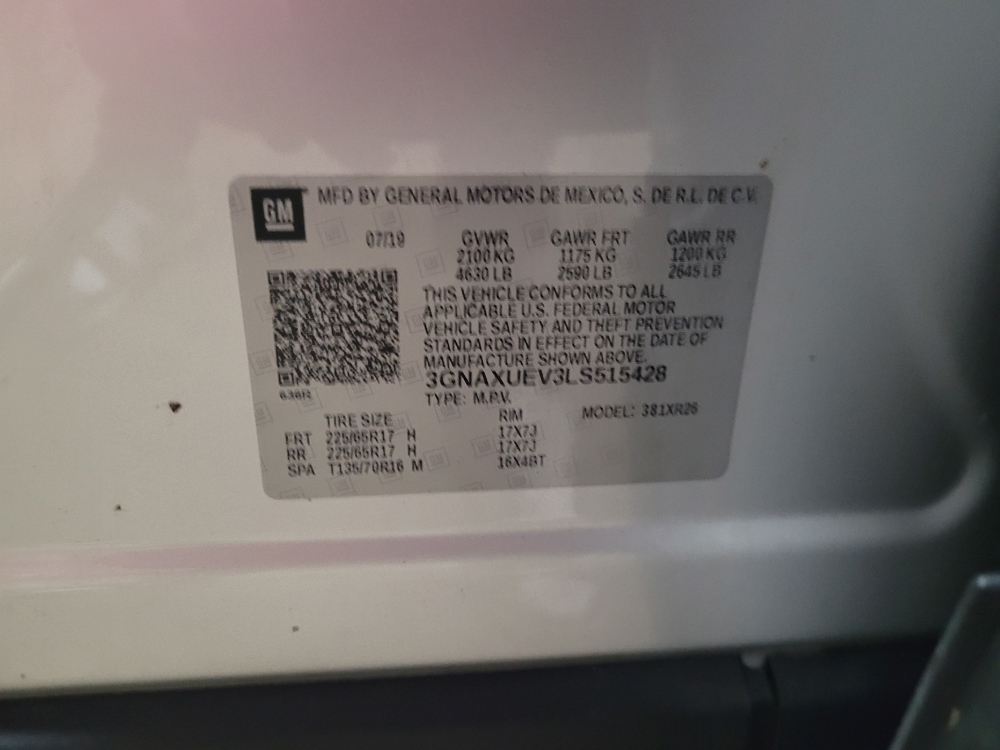 GM MFD BY GENERAL MOTORS DE MEXICO, S. DE R.L. DE C.V.
07/19 GVWR GAWR FRT GAWR RR
2100 KG 1175 KG 1200 KG
4630 LB 2590 LB 2645 LB
THIS VEHICLE CONFORMS TO ALL
APPLICABLE U.S. FEDERAL MOTOR
VEHICLE SAFETY AND THEFT PREVENTION
STANDARDS IN EFFECT ON THE DATE OF
MANUFACTURE SHOWN ABOVE.
3GNAXUEV3LS515428
TYPE: M.P.V.
MODEL: 381XR26
TIRE SIZE RIM
FRT 225/65R17 H 17X7J
RR 225/65R17 H 17X7J
SPA T135/70R16 M 16X4BT